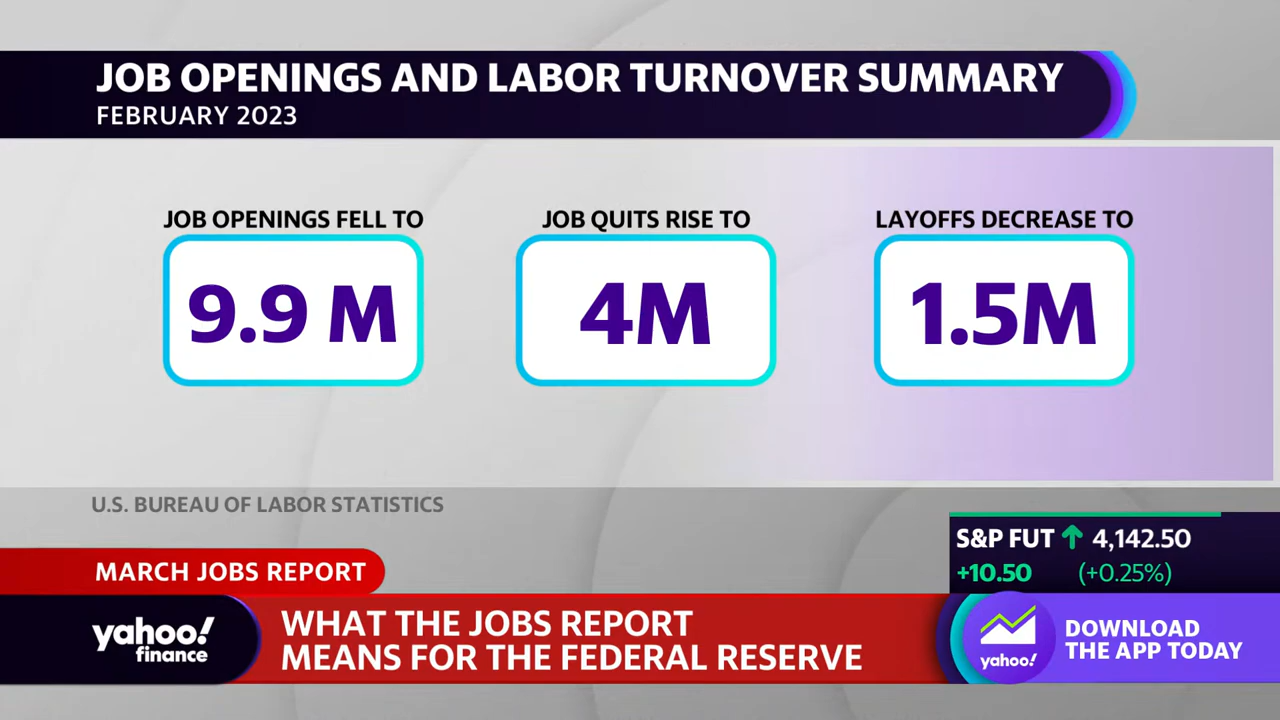 JOB OPENINGS AND LABOR TURNOVER SUMMARY
FEBRUARY 2023
JOB OPENINGS FELL TO
9.9 M
JOB QUITS RISE TO
4M
LAYOFFS DECREASE TO
1.5M
U.S. BUREAU OF LABOR STATISTICS
S&P FUT 4,142.50
+10.50 (+0.25%)
MARCH JOBS REPORT
yahoo!
finance
WHAT THE JOBS REPORT
MEANS FOR THE FEDERAL RESERVE
yahoo!
DOWNLOAD
THE APP TODAY